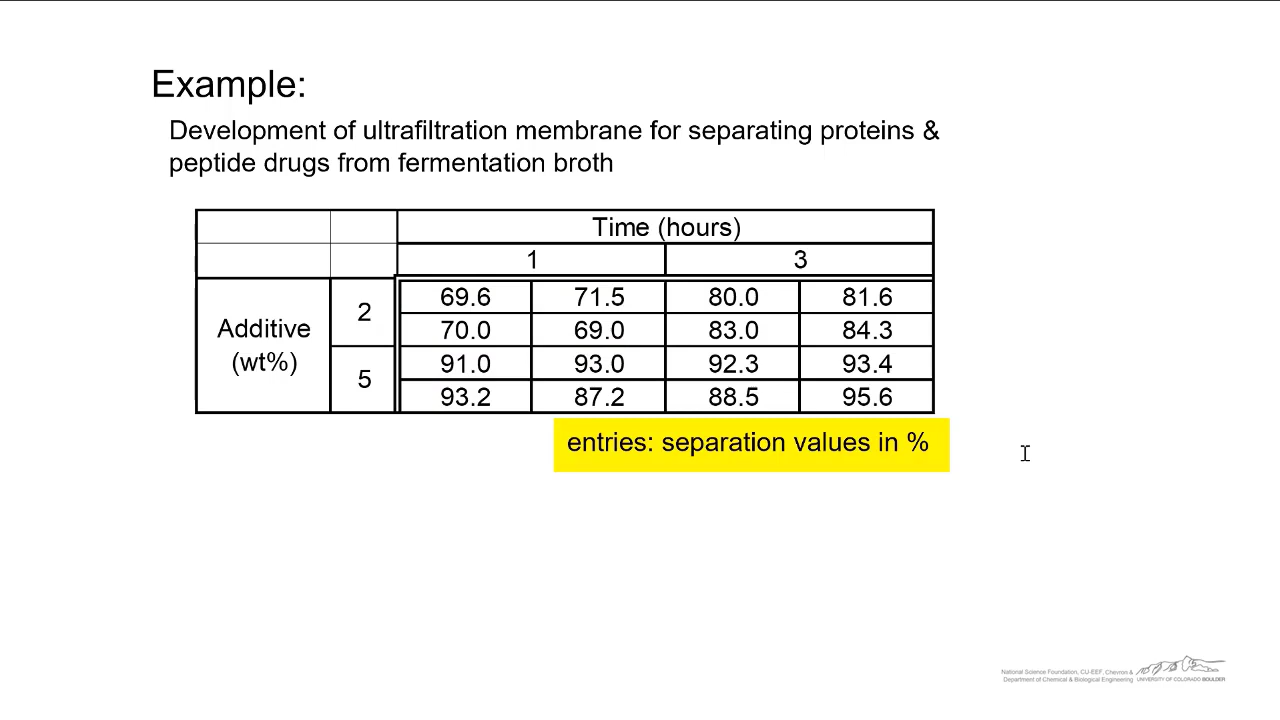 Example:
Development of ultrafiltration membrane for separating proteins &
peptide drugs from fermentation broth
Time (hours)
1 3
Additive
(wt%)
2
69.6 71.5 80.0 81.6
70.0 69.0 83.0 84.3
5
91.0 93.0 92.3 93.4
93.2 87.2 88.5 95.6
entries: separation values in %
National Science Foundation, CU-EEF, Chevron &
Department of Chemical & Biological Engineering
UNIVERSITY OF COLORADO BOULDER